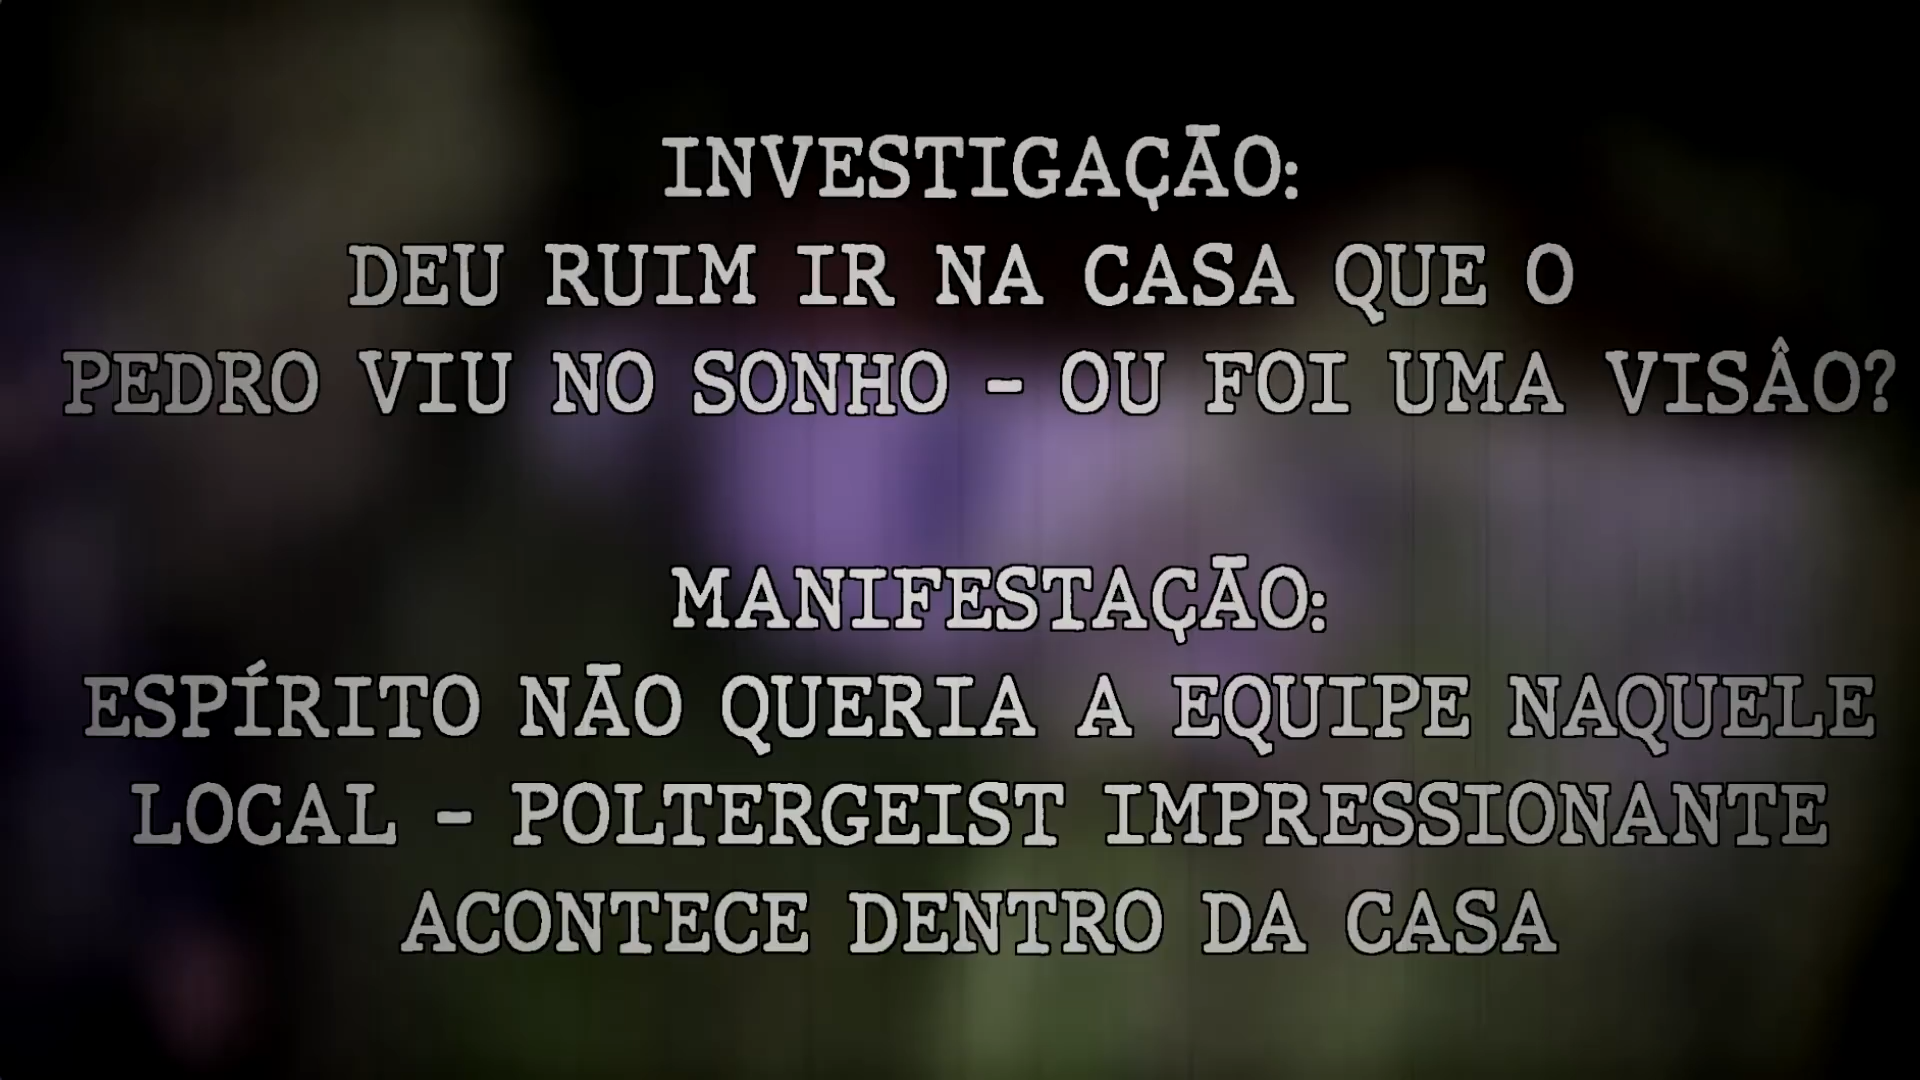 INVESTIGAÇÃO:
DEU RUIM IR NA CASA QUE O
PEDRO VIU NO SONHO - OU FOI UMA VISÂO?
MANIFESTAÇÃO:
ESPÍRITO NÃO QUERIA A EQUIPE NAQUELE
LOCAL - POLTERGEIST IMPRESSIONANTE
ACONTECE DENTRO DA CASA